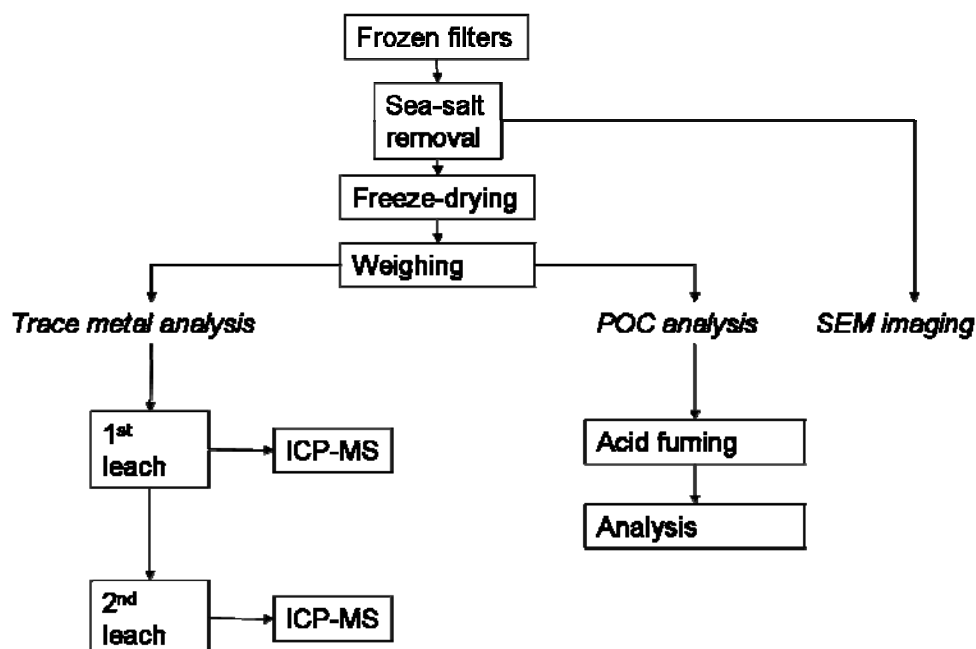 Frozen filters
Sea-salt
removal
Freeze-drying
Weighing
Trace metal analysis
POC analysis
SEM imaging
1st
leach
ICP-MS
Acid fuming
Analysis
2nd
leach
ICP-MS